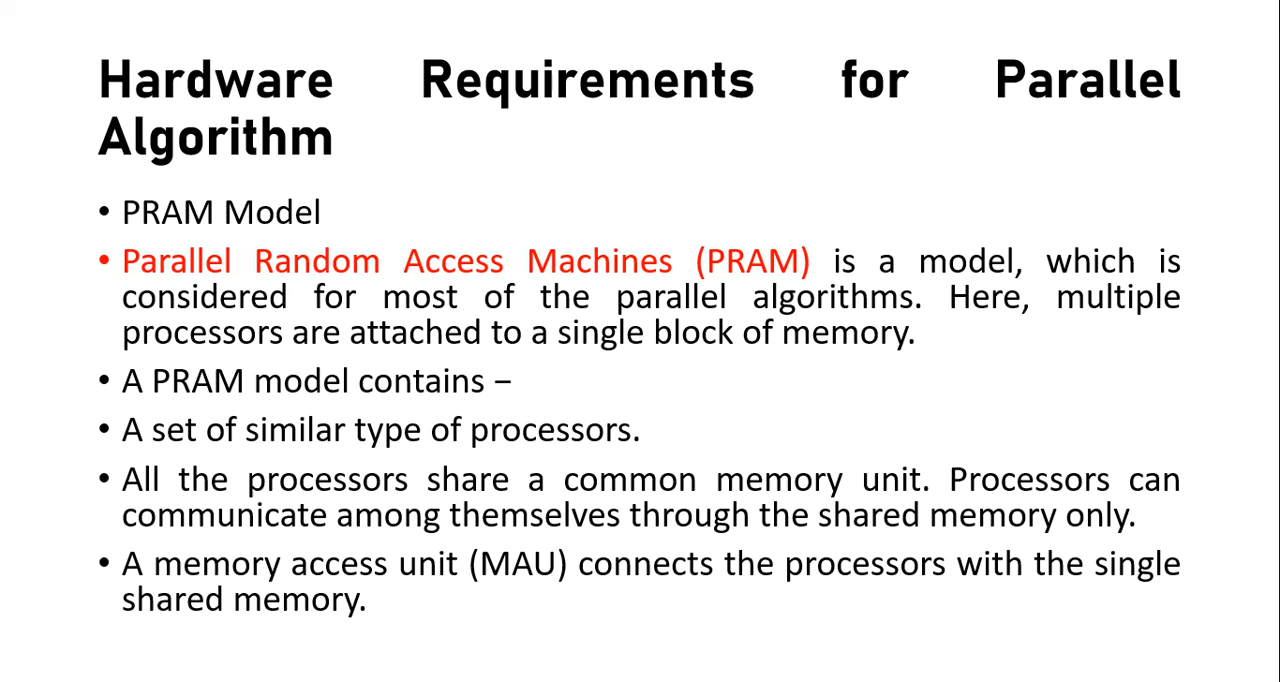 Hardware Requirements for Parallel
Algorithm
• PRAM Model
• Parallel Random Access Machines (PRAM) is a model, which is
considered for most of the parallel algorithms. Here, multiple
processors are attached to a single block of memory.
• A PRAM model contains −
• A set of similar type of processors.
• All the processors share a common memory unit. Processors can
communicate among themselves through the shared memory only.
• A memory access unit (MAU) connects the processors with the single
shared memory.